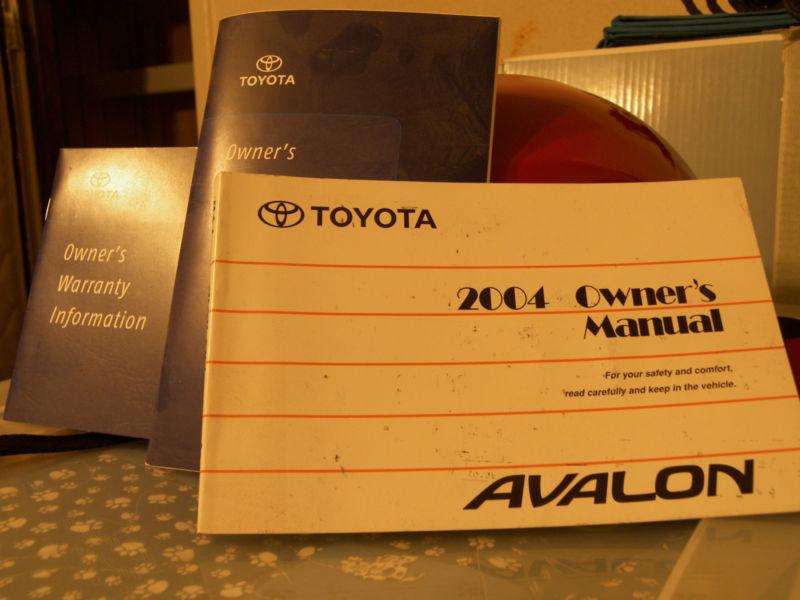 TOYOTA
Owner's
TOYOTA
Owner's
Warranty
Information
TOYOTA
2004 Owner's
Manual
For your safety and comfort,
read carefully and keep in the vehicle.
AVALON